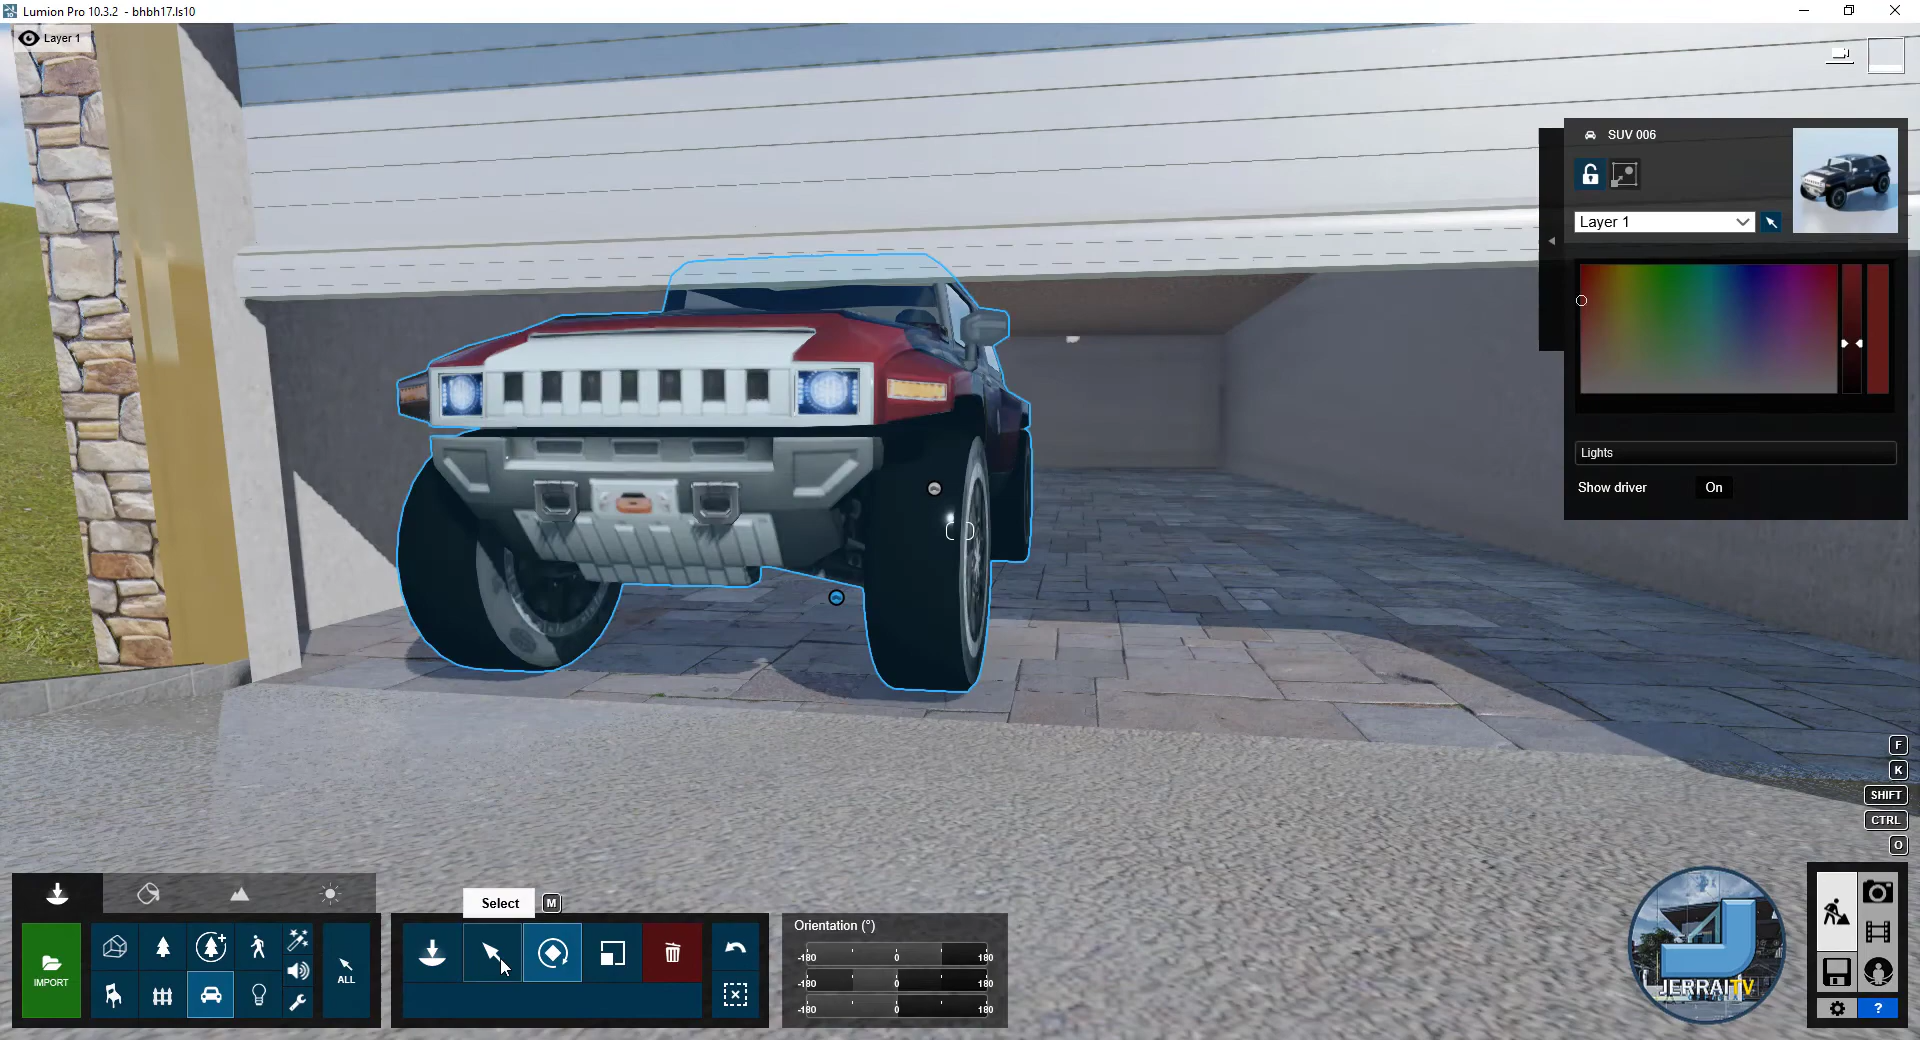 Lumion Pro 10.3.2 - bhbh17.ls10
Layer 1
SUV 006
Layer 1
Lights
Show driver On
F
K
SHIFT
CTRL
O
Select M
Orientation (°)
-180 0 180
-180 0 180
-180 0 180
IMPORT
ALL
JERRAITV
?